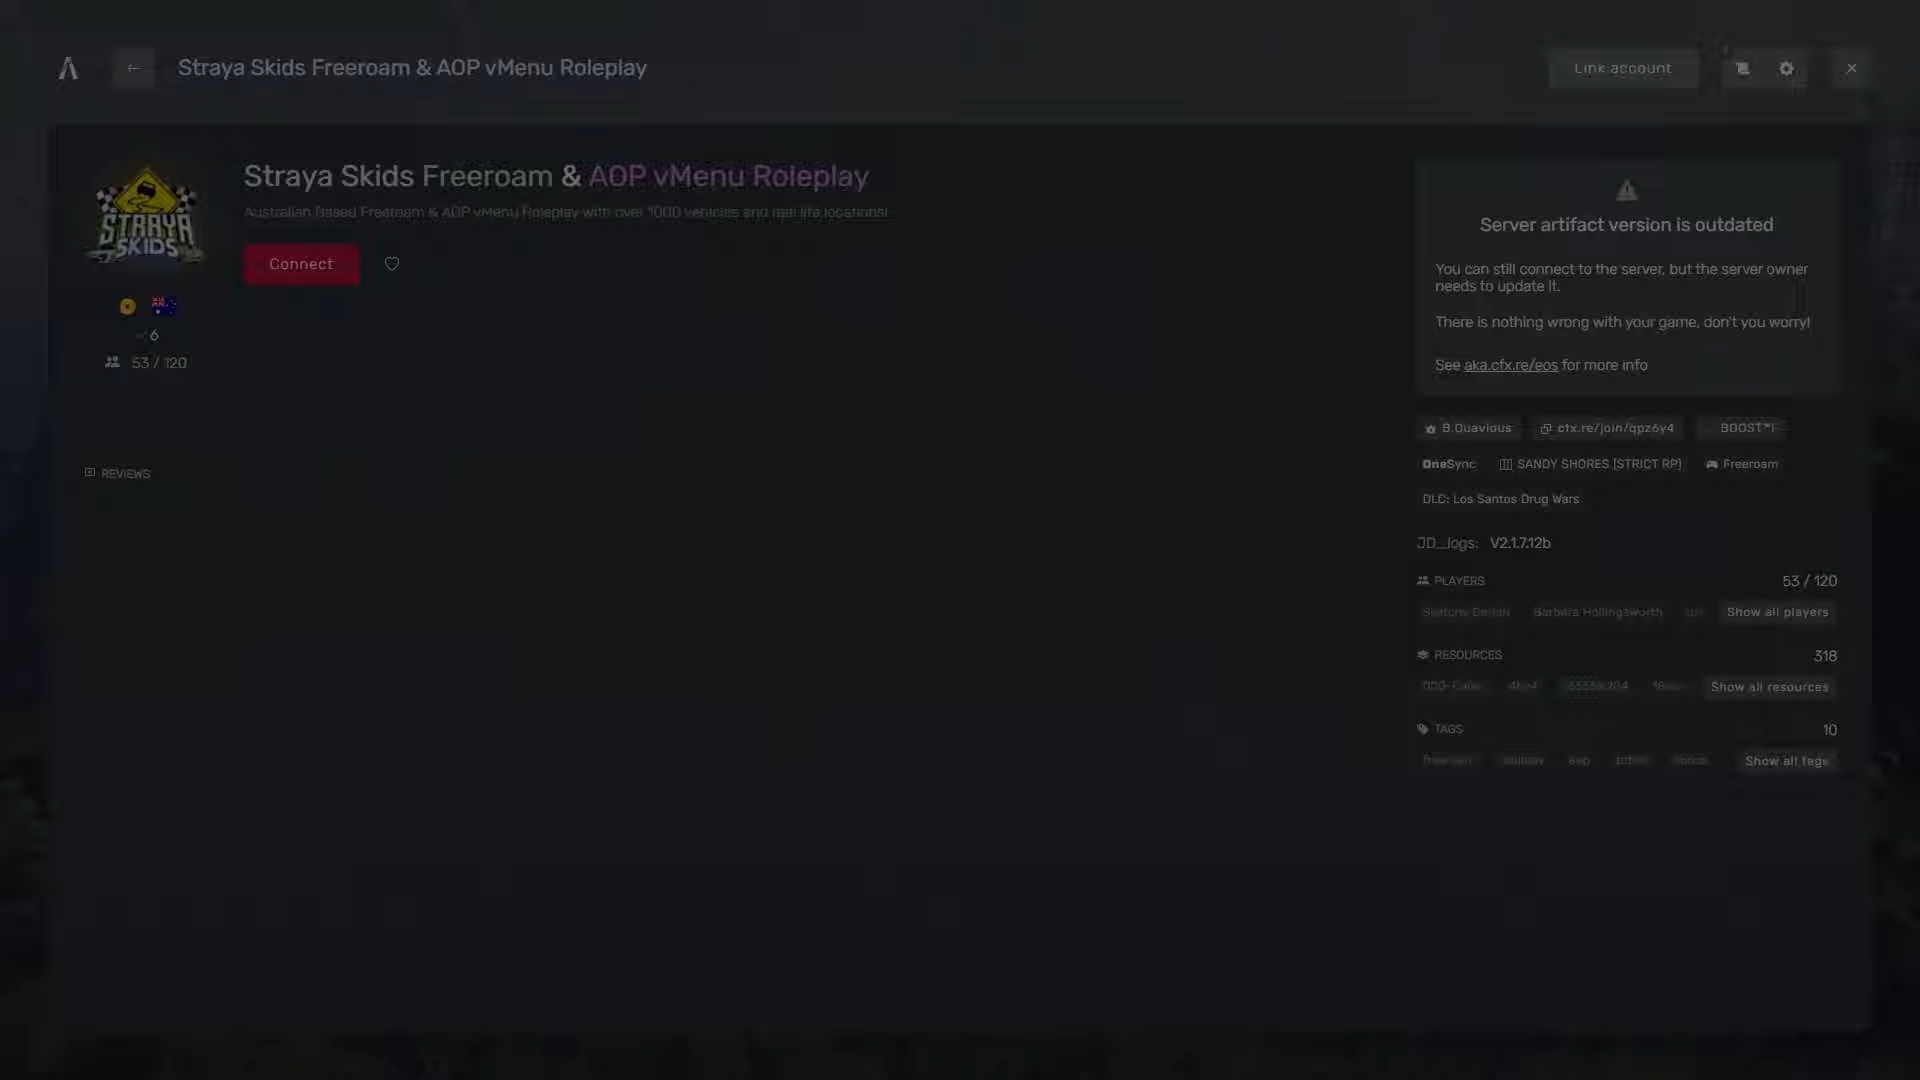 Straya Skids Freeroam & AOP vMenu Roleplay
Link account
Straya Skids Freeroam & AOP vMenu Roleplay
Australian Based Freeroam & AOP vMenu Roleplay with over 1000 vehicles and real life locations!
STRAYA
SKIDS
Connect
6
53 / 120
REVIEWS
Server artifact version is outdated
You can still connect to the server, but the server owner
needs to update it.
There is nothing wrong with your game, don't you worry!
See aka.cfx.re/eos for more info
B.Quavious cfx.re/join/qpz6y4 BOOST™
OneSync SANDY SHORES [STRICT RP] Freeroam
DLC: Los Santos Drug Wars
JD_logs: V2.1.7.12b
PLAYERS 53 / 120
Barbara Hollingsworth Show all players
RESOURCES 318
Show all resources
TAGS 10
freeroam roleplay aop Show all tags